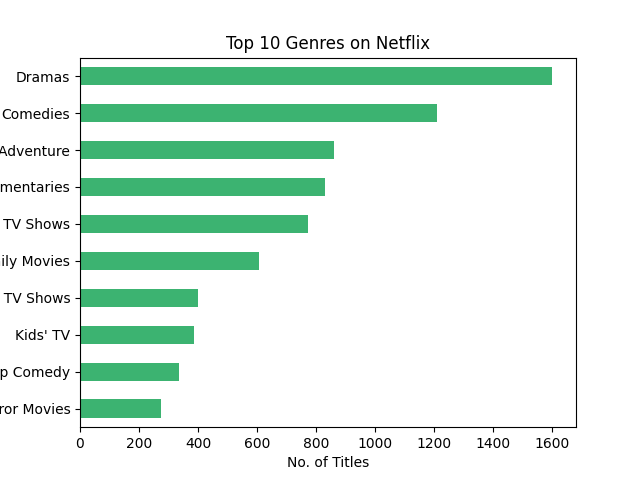 Top 10 Genres on Netflix
Dramas
Comedies
Adventure
mentaries
TV Shows
ily Movies
TV Shows
Kids' TV
p Comedy
ror Movies
0 200 400 600 800 1000 1200 1400 1600
No. of Titles